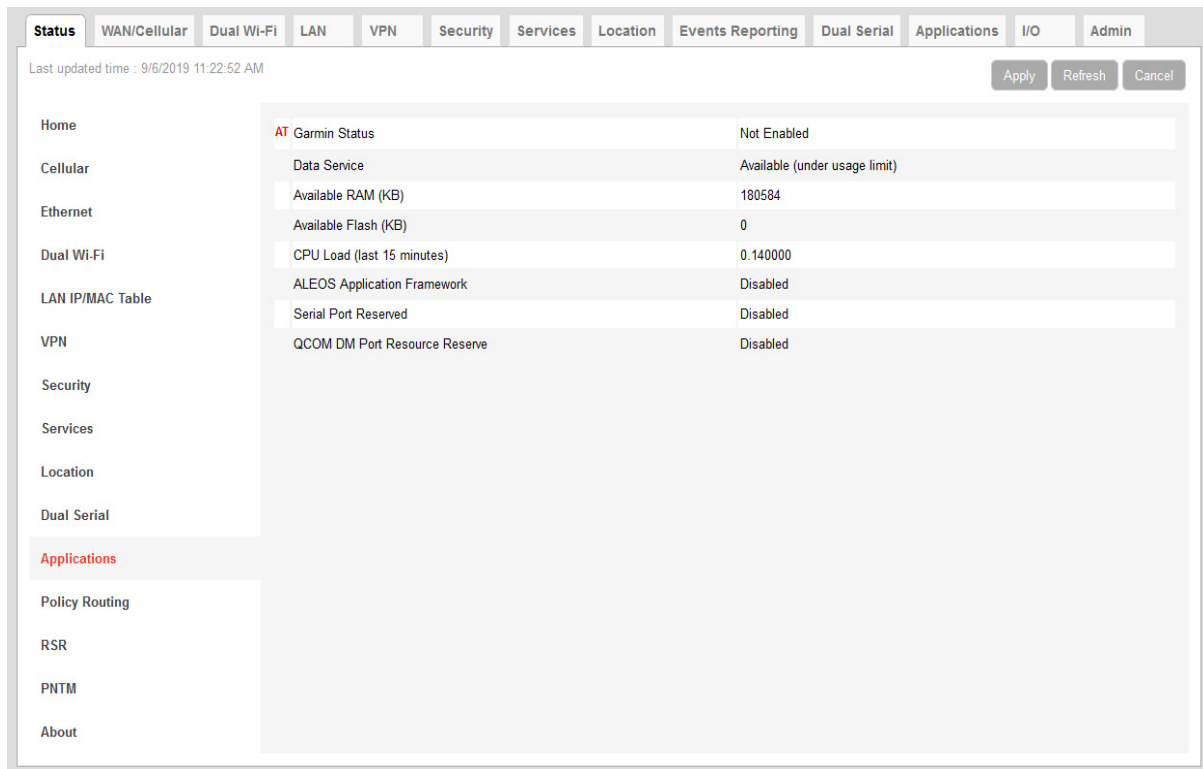 Status WAN/Cellular Dual Wi-Fi LAN VPN Security Services Location Events Reporting Dual Serial Applications I/O Admin
Last updated time : 9/6/2019 11:22:52 AM
Apply Refresh Cancel
Home
Cellular
Ethernet
Dual Wi-Fi
LAN IP/MAC Table
VPN
Security
Services
Location
Dual Serial
Applications
Policy Routing
RSR
PNTM
About
AT Garmin Status Not Enabled
Data Service Available (under usage limit)
Available RAM (KB) 180584
Available Flash (KB) 0
CPU Load (last 15 minutes) 0.140000
ALEOS Application Framework Disabled
Serial Port Reserved Disabled
QCOM DM Port Resource Reserve Disabled